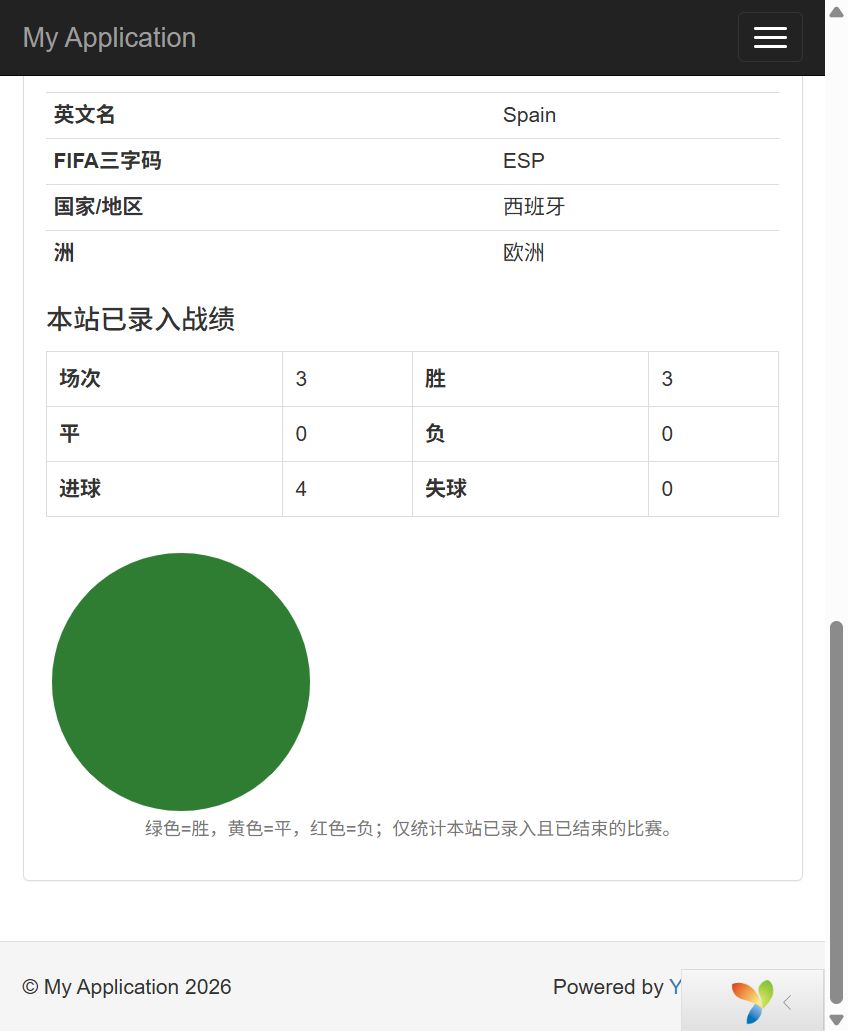 My Application
英文名 Spain
FIFA三字码 ESP
国家/地区 西班牙
洲 欧洲
本站已录入战绩
场次 3 胜 3
平 0 负 0
进球 4 失球 0
绿色=胜，黄色=平，红色=负；仅统计本站已录入且已结束的比赛。
© My Application 2026 Powered by Y